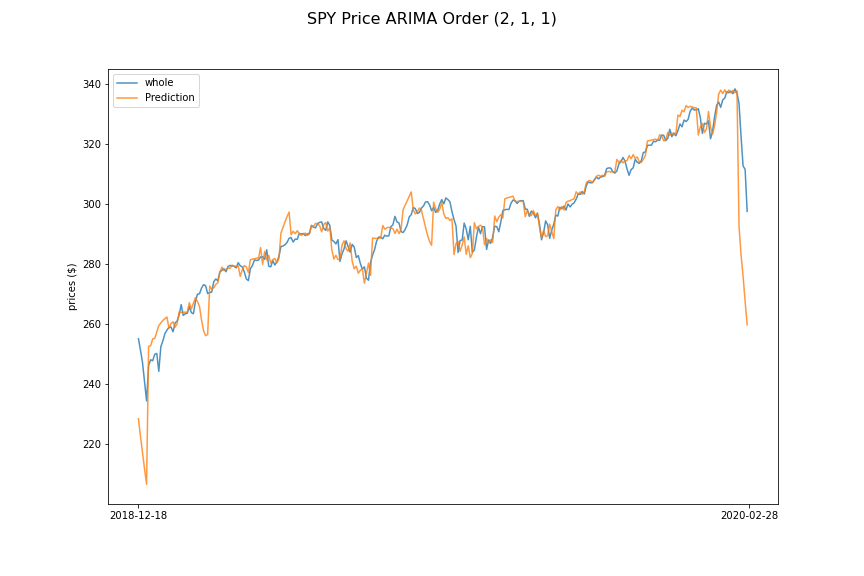 SPY Price ARIMA Order (2, 1, 1)
whole
Prediction
340
320
300
280
260
240
220
prices ($)
2018-12-18
2020-02-28